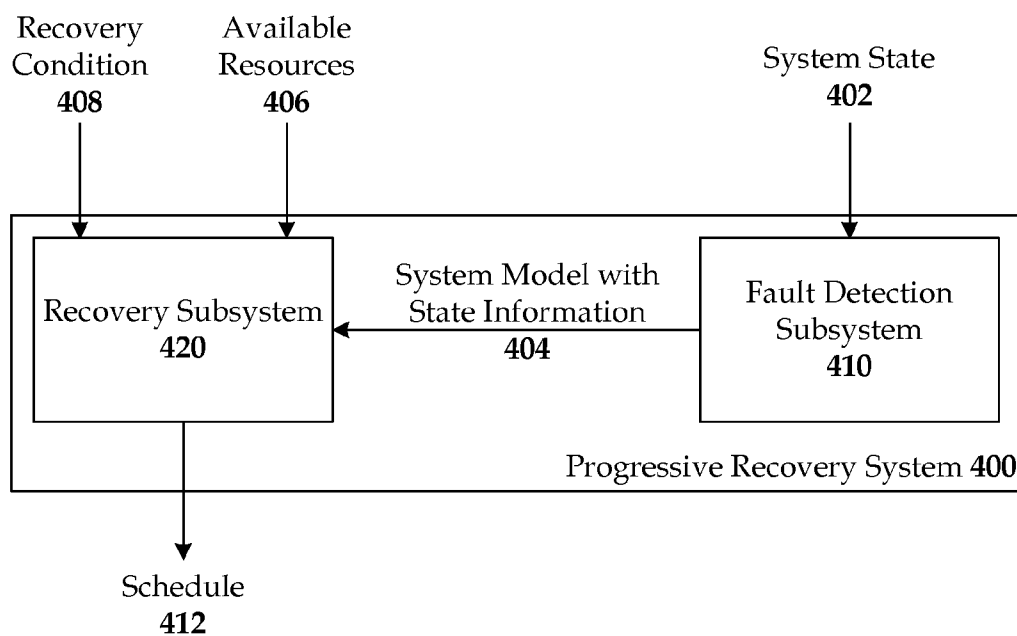 Recovery
Condition
408
Available
Resources
406
System State
402
Recovery Subsystem
420
System Model with
State Information
404
Fault Detection
Subsystem
410
Progressive Recovery System 400
Schedule
412